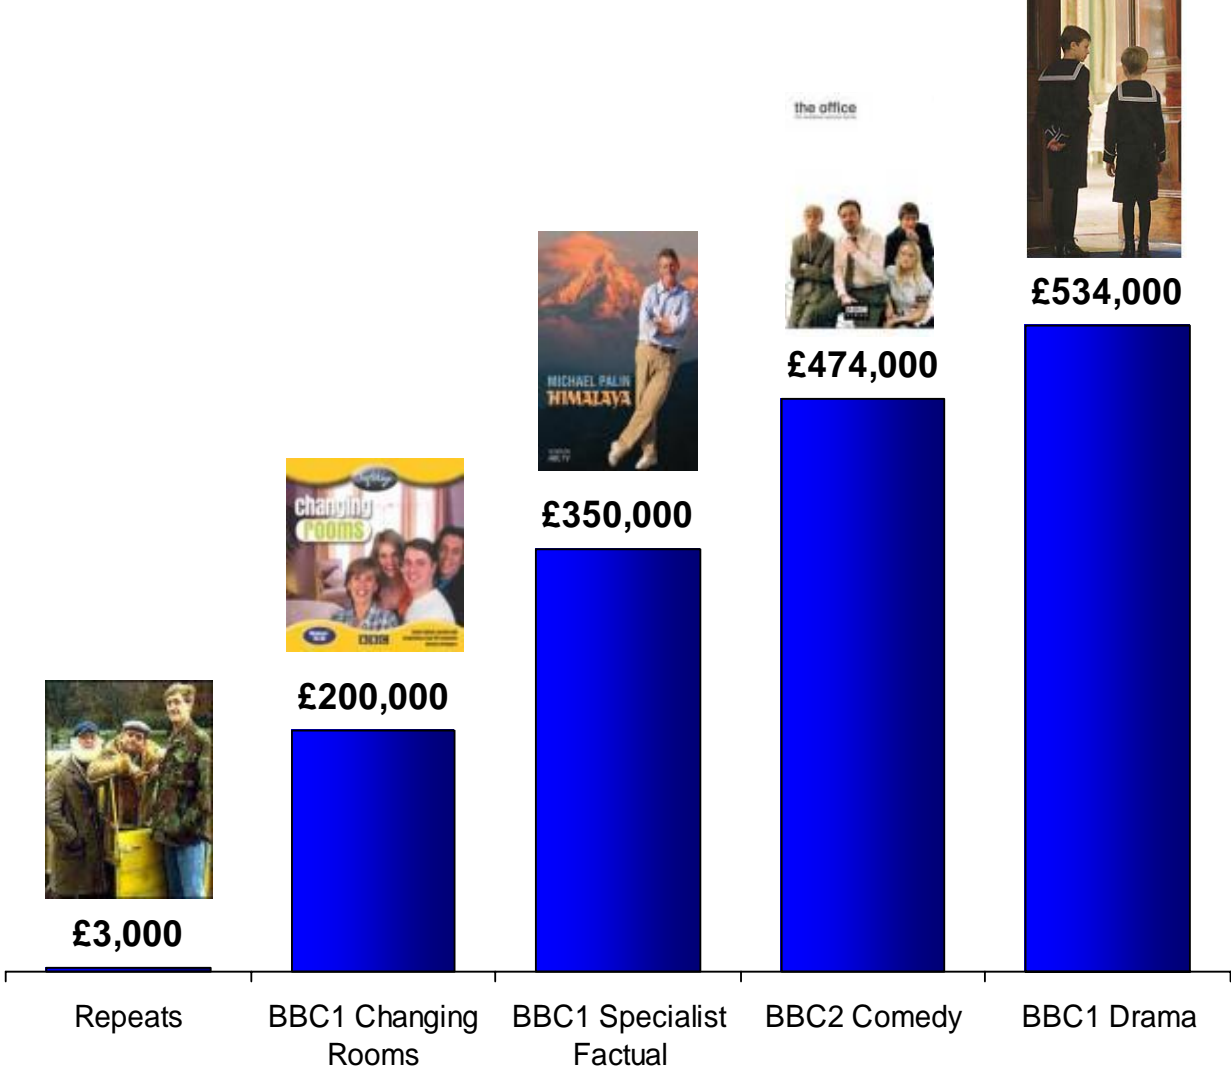 the office
£534,000
MICHAEL PALIN
HIMALAYA
£474,000
changing
rooms
£350,000
BBC
£200,000
£3,000
Repeats
BBC1 Changing
Rooms
BBC1 Specialist
Factual
BBC2 Comedy
BBC1 Drama